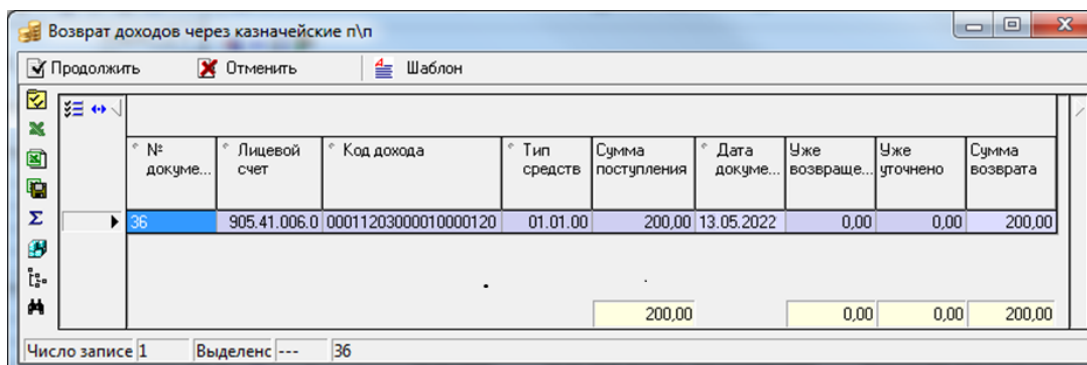 Возврат доходов через казначейские п\п
Продолжить Отменить Шаблон
№ докуме... Лицевой счет Код дохода Тип средств Сумма поступления Дата докуме... Уже возвраще... Уже уточнено Сумма возврата
36 905.41.006.0 00011203000010000120 01.01.00 200,00 13.05.2022 0,00 0,00 200,00
200,00 0,00 0,00 200,00
Число записе 1 Выделенс --- 36